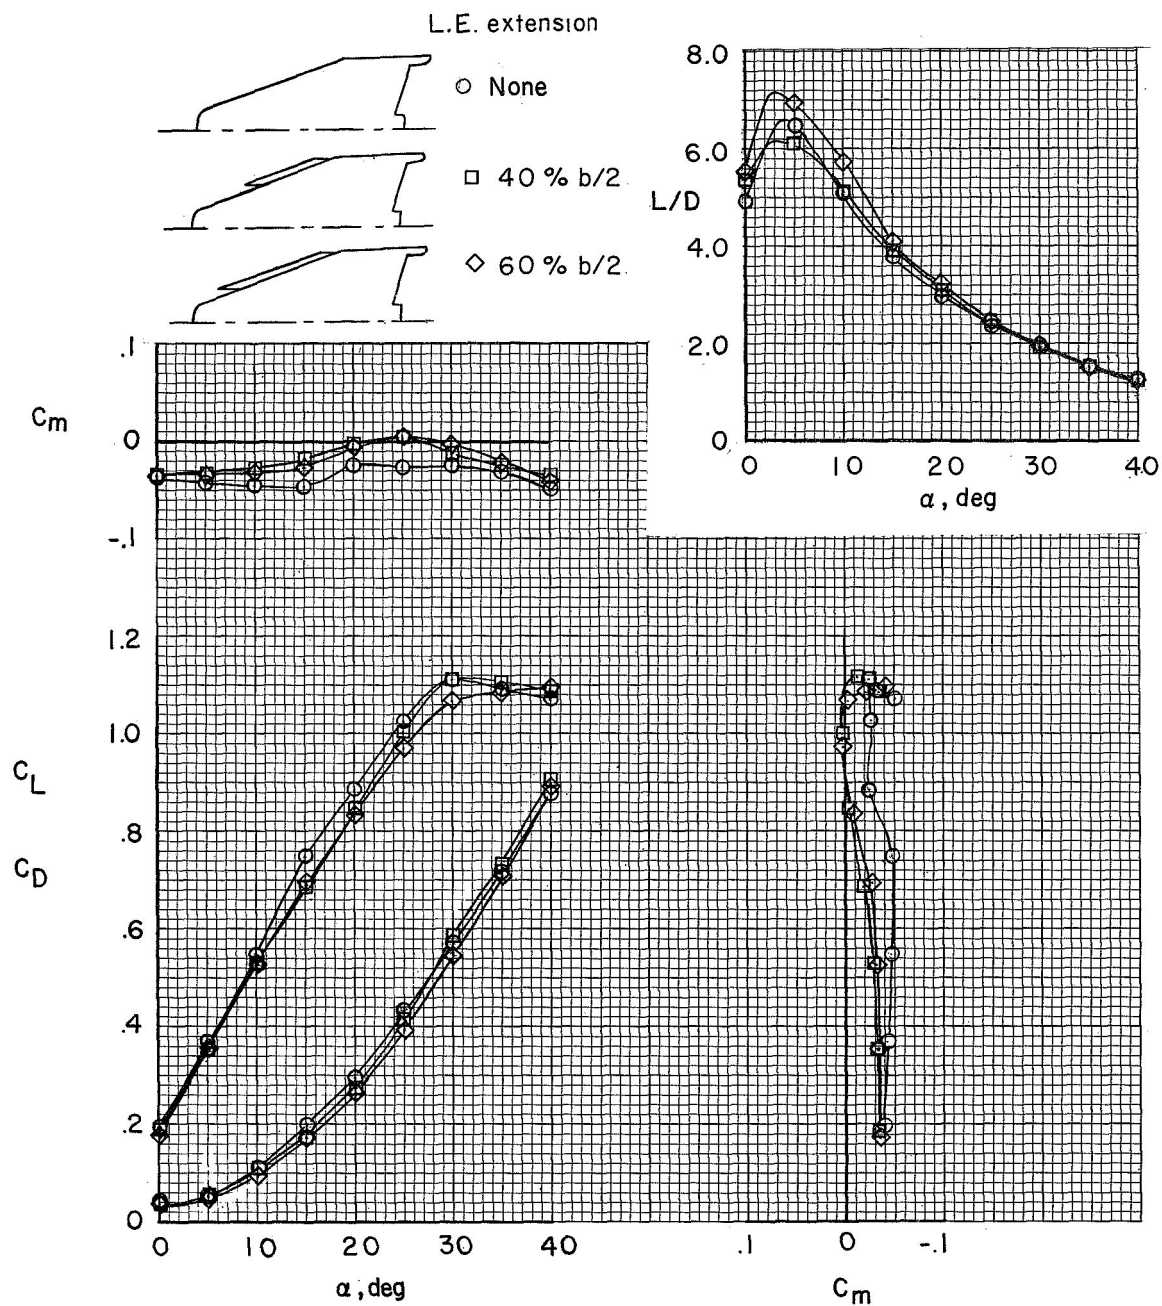 L.E. extension
○ None
□ 40 % b/2
◇ 60 % b/2
8.0
6.0
L/D
4.0
2.0
0
0 10 20 30 40
α, deg
.1
Cm
0
-.1
1.2
1.0
CL
.8
CD
.6
.4
.2
0
0 10 20 30 40
α, deg
.1 0 -.1
Cm